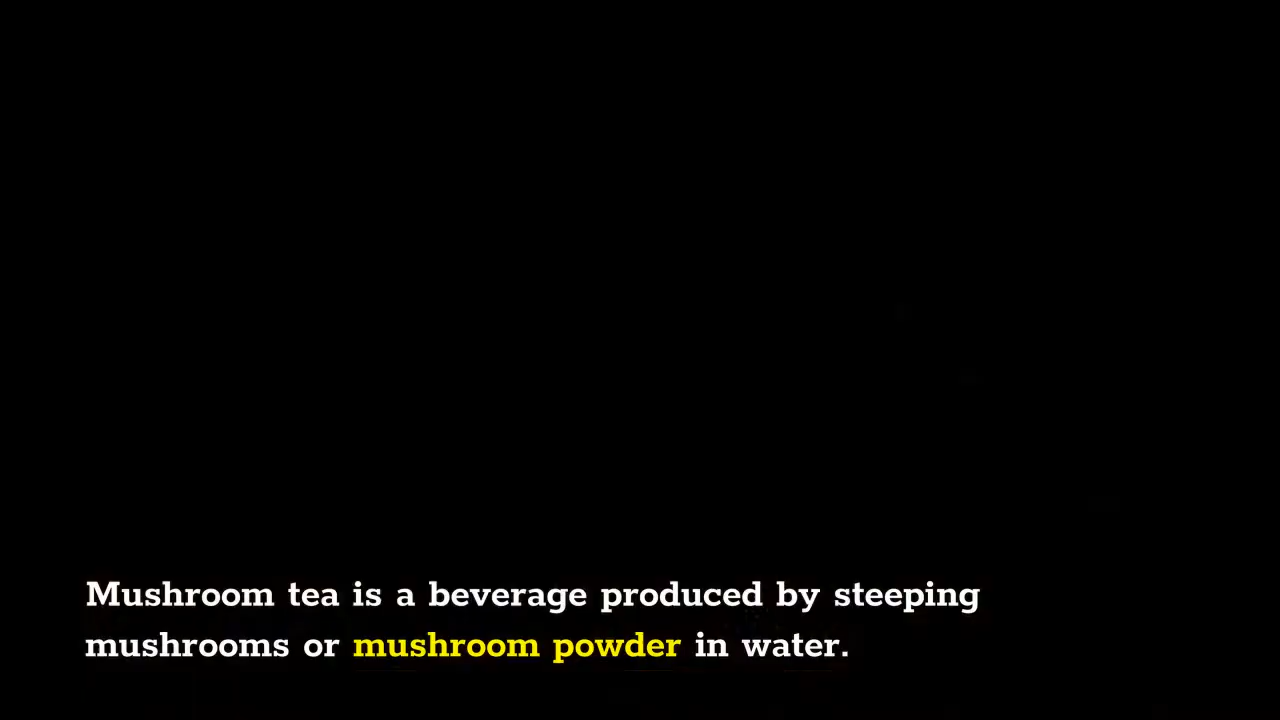 Mushroom tea is a beverage produced by steeping
mushrooms or mushroom powder in water.